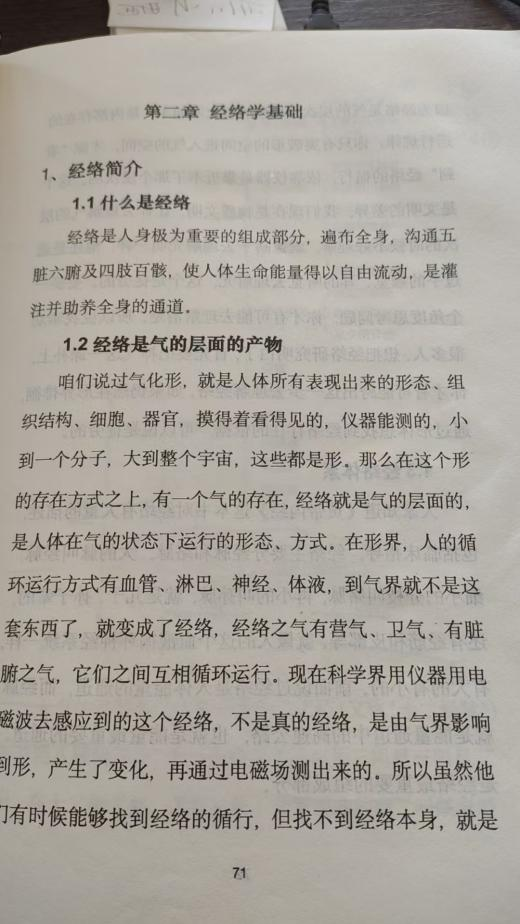 第二章 经络学基础
1、经络简介
1.1 什么是经络
经络是人身极为重要的组成部分，遍布全身，沟通五
脏六腑及四肢百骸，使人体生命能量得以自由流动，是灌
注并助养全身的通道。
1.2 经络是气的层面的产物
咱们说过气化形，就是人体所有表现出来的形态、组
织结构、细胞、器官，摸得着看得见的，仪器能测的，小
到一个分子，大到整个宇宙，这些都是形。那么在这个形
的存在方式之上，有一个气的存在，经络就是气的层面的，
是人体在气的状态下运行的形态、方式。在形界，人的循
环运行方式有血管、淋巴、神经、体液，到气界就不是这
套东西了，就变成了经络，经络之气有营气、卫气、有脏
腑之气，它们之间互相循环运行。现在科学界用仪器用电
磁波去感应到的这个经络，不是真的经络，是由气界影响
到形，产生了变化，再通过电磁场测出来的。所以虽然他
们有时候能够找到经络的循行，但找不到经络本身，就是
71